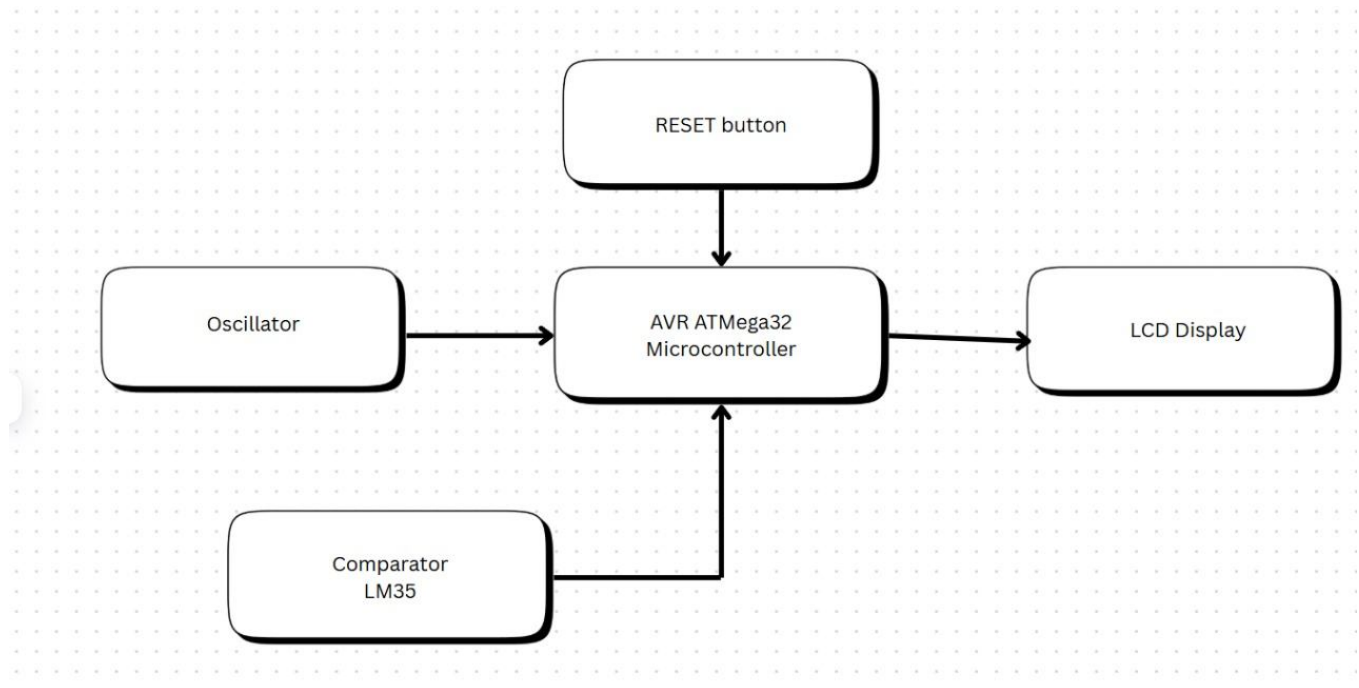 RESET button
Oscillator
AVR ATMega32
Microcontroller
LCD Display
Comparator
LM35